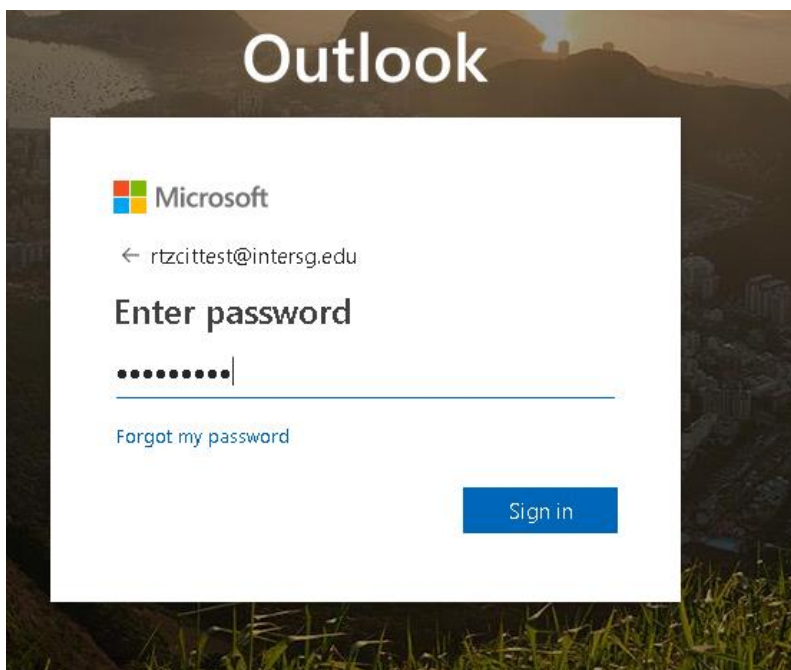 Outlook
Microsoft
← rtzcittest@intersg.edu
Enter password
•••••••••
Forgot my password
Sign in